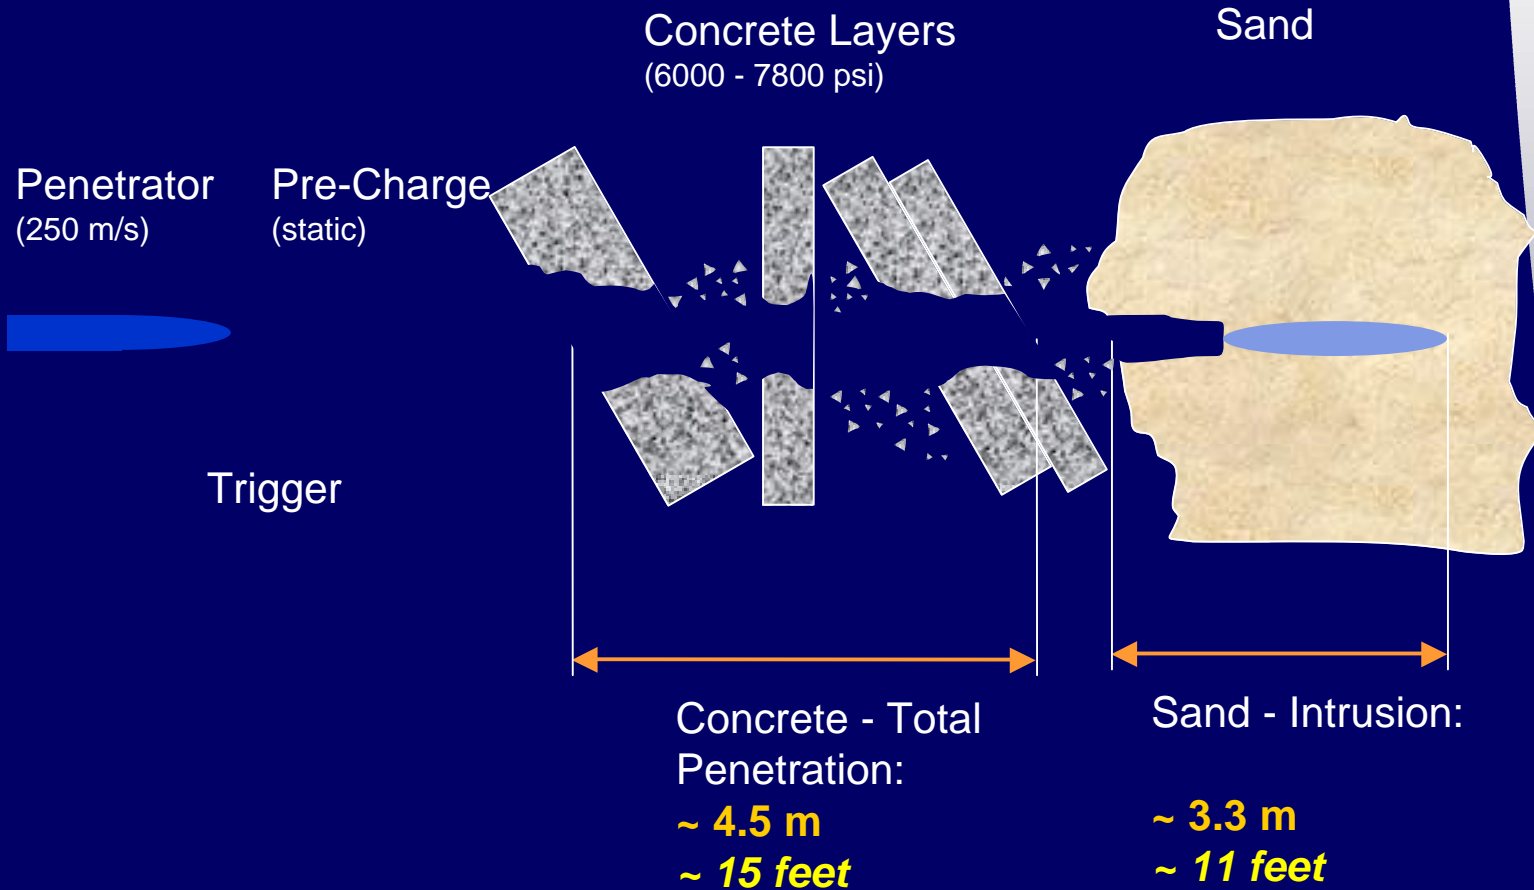 Concrete Layers
(6000 - 7800 psi)
Sand
Penetrator
(250 m/s)
Pre-Charge
(static)
Trigger
Concrete - Total
Penetration:
~ 4.5 m
~ 15 feet
Sand - Intrusion:
~ 3.3 m
~ 11 feet